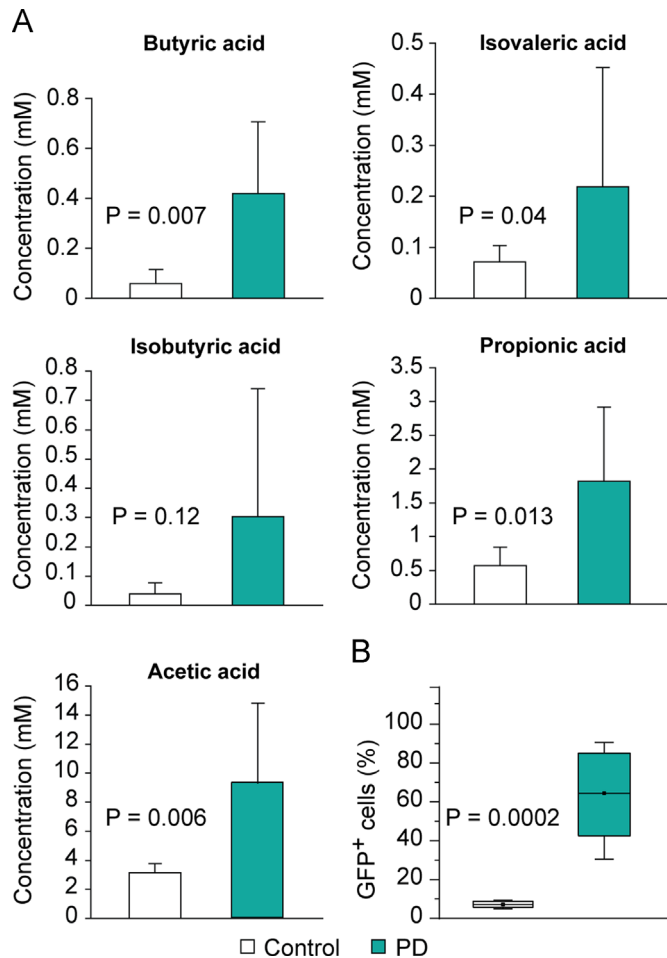 A
Butyric acid
Concentration (mM)
0.8
0.6
0.4
0.2
0
P = 0.007
Isovaleric acid
Concentration (mM)
0.5
0.4
0.3
0.2
0.1
0
P = 0.04
Isobutyric acid
Concentration (mM)
0.8
0.7
0.6
0.5
0.4
0.3
0.2
0.1
0
P = 0.12
Propionic acid
Concentration (mM)
3.5
3
2.5
2
1.5
1
0.5
0
P = 0.013
Acetic acid
Concentration (mM)
16
14
12
10
8
6
4
2
0
P = 0.006
B
GFP+ cells (%)
100
80
60
40
20
0
P = 0.0002
Control PD